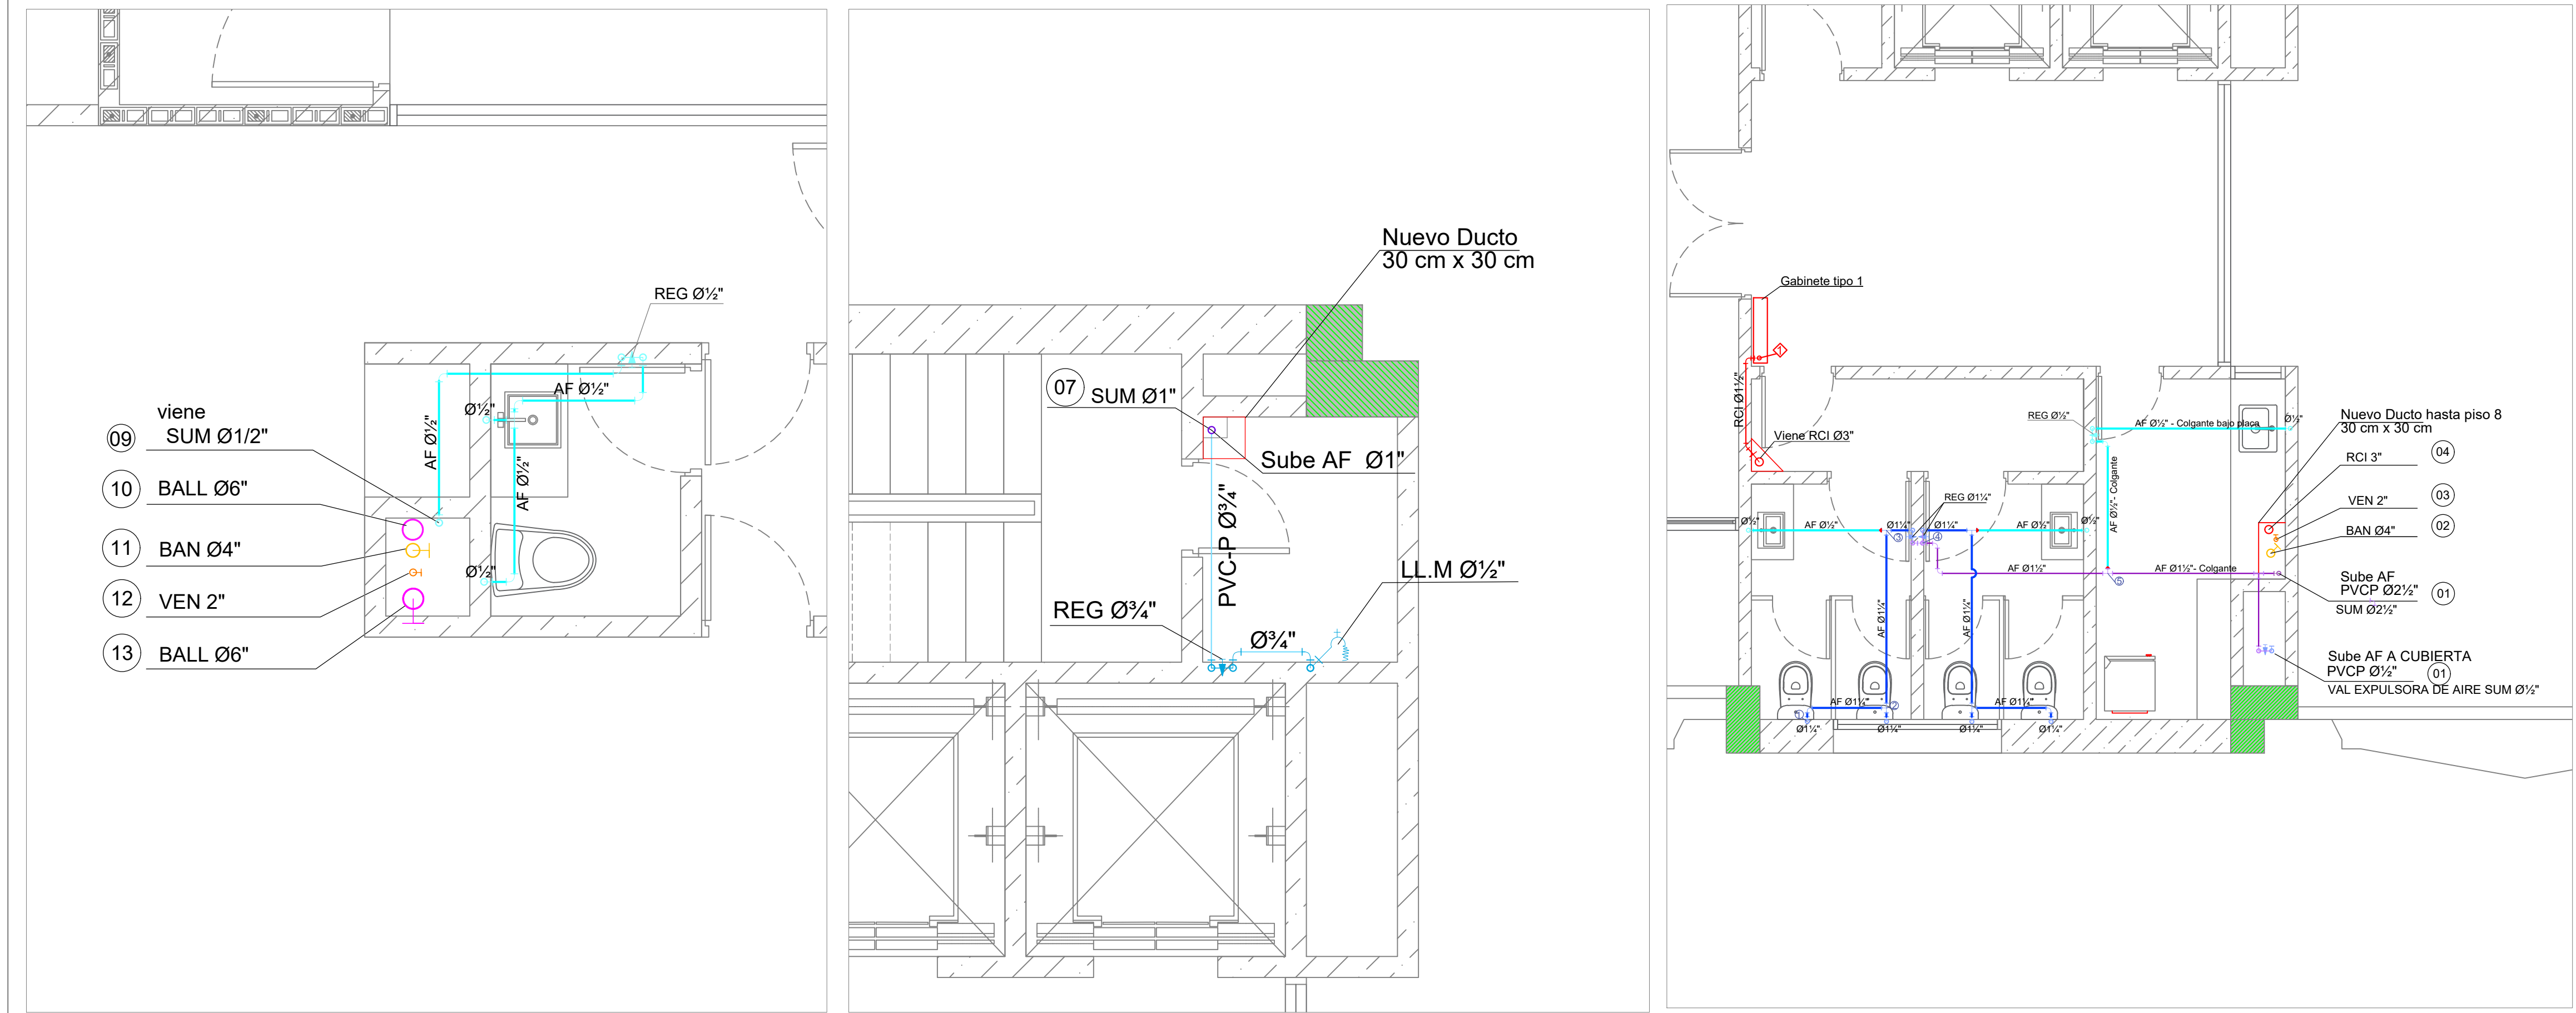 REG Ø½"
AF Ø½"
Ø½"
AF Ø½"
viene
SUM Ø1/2"
09
AF Ø½"
10
BALL Ø6"
11
BAN Ø4"
Ø½"
12
VEN 2"
13
BALL Ø6"
Nuevo Ducto
30 cm x 30 cm
07
SUM Ø1"
Sube AF Ø1"
PVC-P Ø¾"
LL.M Ø½"
REG Ø¾"
Ø¾"
Gabinete tipo 1
1
RCI Ø1½"
Viene RCI Ø3"
REG Ø½"
AF Ø½" - Colgante bajo placa
Ø½"
Nuevo Ducto hasta piso 8
30 cm x 30 cm
04
RCI 3"
AF Ø½"- Colgante
REG Ø1¼"
03
VEN 2"
02
BAN Ø4"
Ø½"
AF Ø½"
Ø1¼"
Ø1¼"
AF Ø½"
Ø½"
3
4
AF Ø1½"
AF Ø1½"- Colgante
5
Sube AF
PVCP Ø2½"
01
SUM Ø2½"
AF Ø1¼"
AF Ø1¼"
Sube AF A CUBIERTA
PVCP Ø½"
01
VAL EXPULSORA DE AIRE SUM Ø½"
AF Ø1¼"
2
AF Ø1¼"
1
Ø1¼"
Ø1¼"
Ø1¼"
Ø1¼"